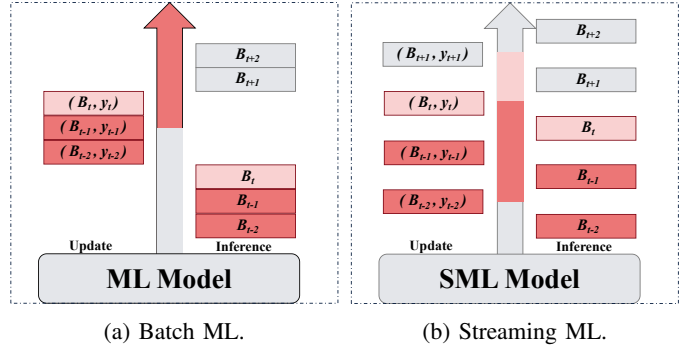 B_{t+2}
B_{t+1}
(B_t, y_t)
(B_{t-1}, y_{t-1})
(B_{t-2}, y_{t-2})
B_t
B_{t-1}
B_{t-2}
Update Inference
ML Model
(a) Batch ML.
B_{t+2}
(B_{t+1}, y_{t+1})
B_{t+1}
(B_t, y_t)
B_t
(B_{t-1}, y_{t-1})
B_{t-1}
(B_{t-2}, y_{t-2})
B_{t-2}
Update Inference
SML Model
(b) Streaming ML.